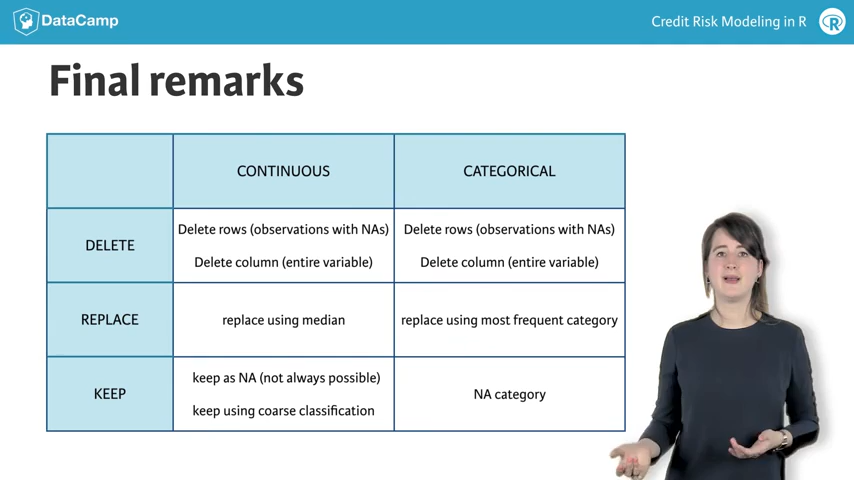 DataCamp
Credit Risk Modeling in R
R
Final remarks
CONTINUOUS
CATEGORICAL
DELETE
Delete rows (observations with NAs)
Delete column (entire variable)
Delete rows (observations with NAs)
Delete column (entire variable)
REPLACE
replace using median
replace using most frequent category
KEEP
keep as NA (not always possible)
keep using coarse classification
NA category